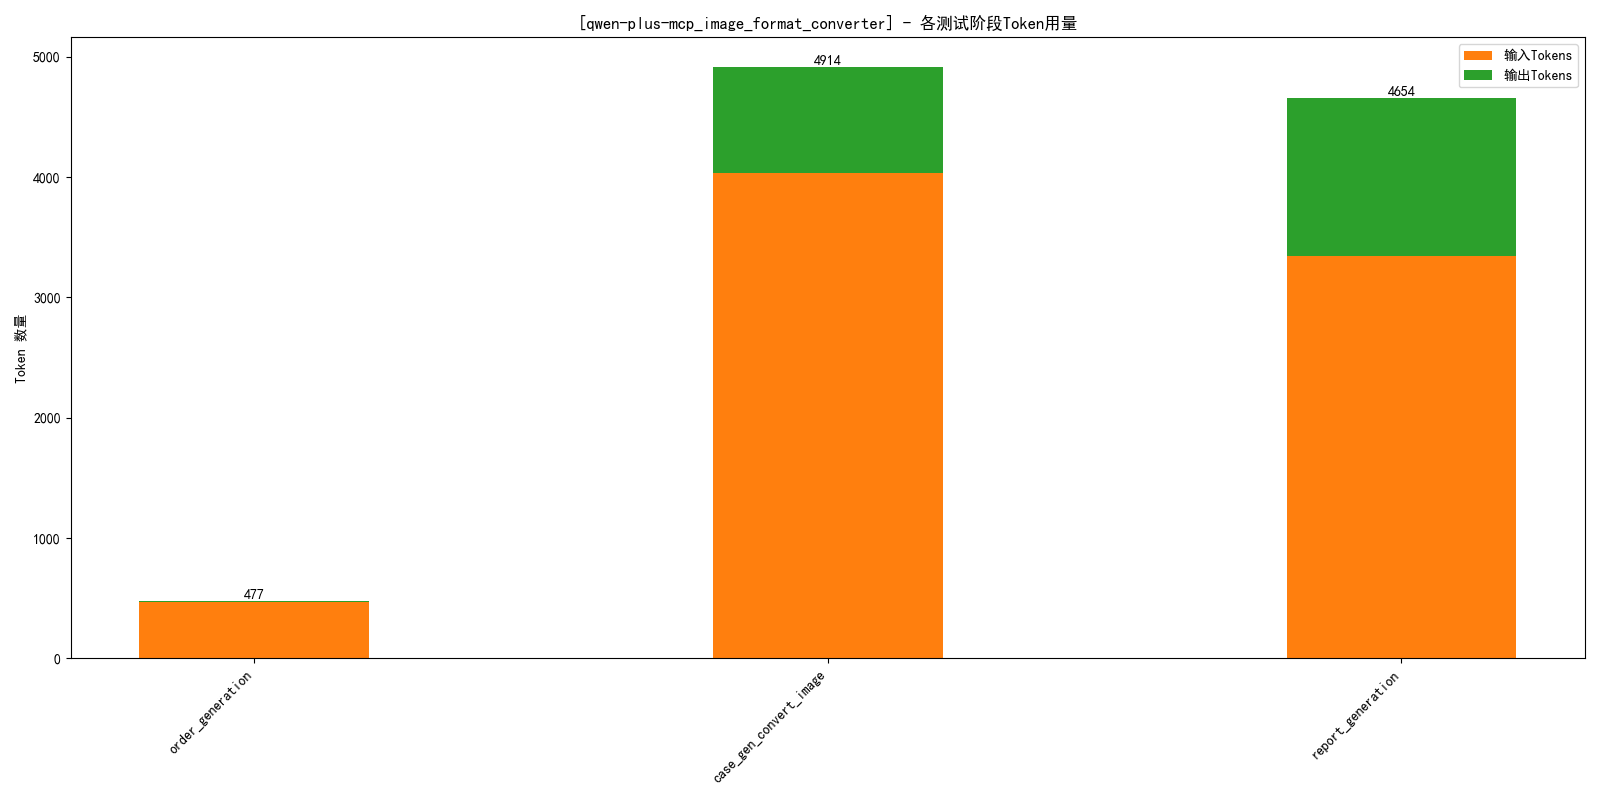 [qwen-plus-mcp_image_format_converter] - 各测试阶段Token用量
输入Tokens
输出Tokens
Token 数量
5000
4000
3000
2000
1000
0
477
4914
4654
order_generation
case_gen_convert_image
report_generation